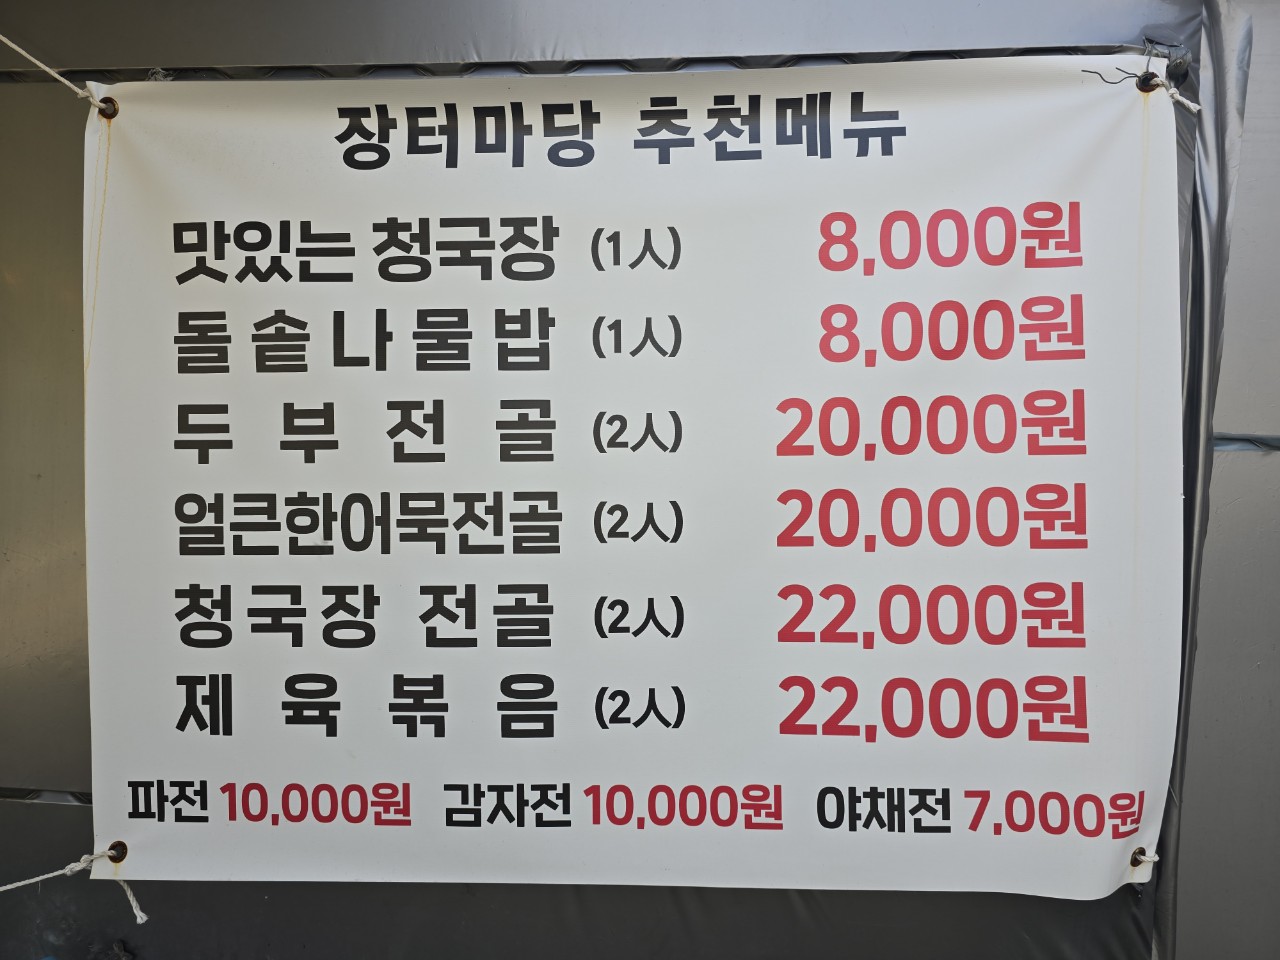 장터마당 추천메뉴
맛있는 청국장 (1人) 8,000원
돌솥나물밥 (1人) 8,000원
두부전골 (2人) 20,000원
얼큰한어묵전골 (2人) 20,000원
청국장 전골 (2人) 22,000원
제육볶음 (2人) 22,000원
파전 10,000원 감자전 10,000원 야채전 7,000원